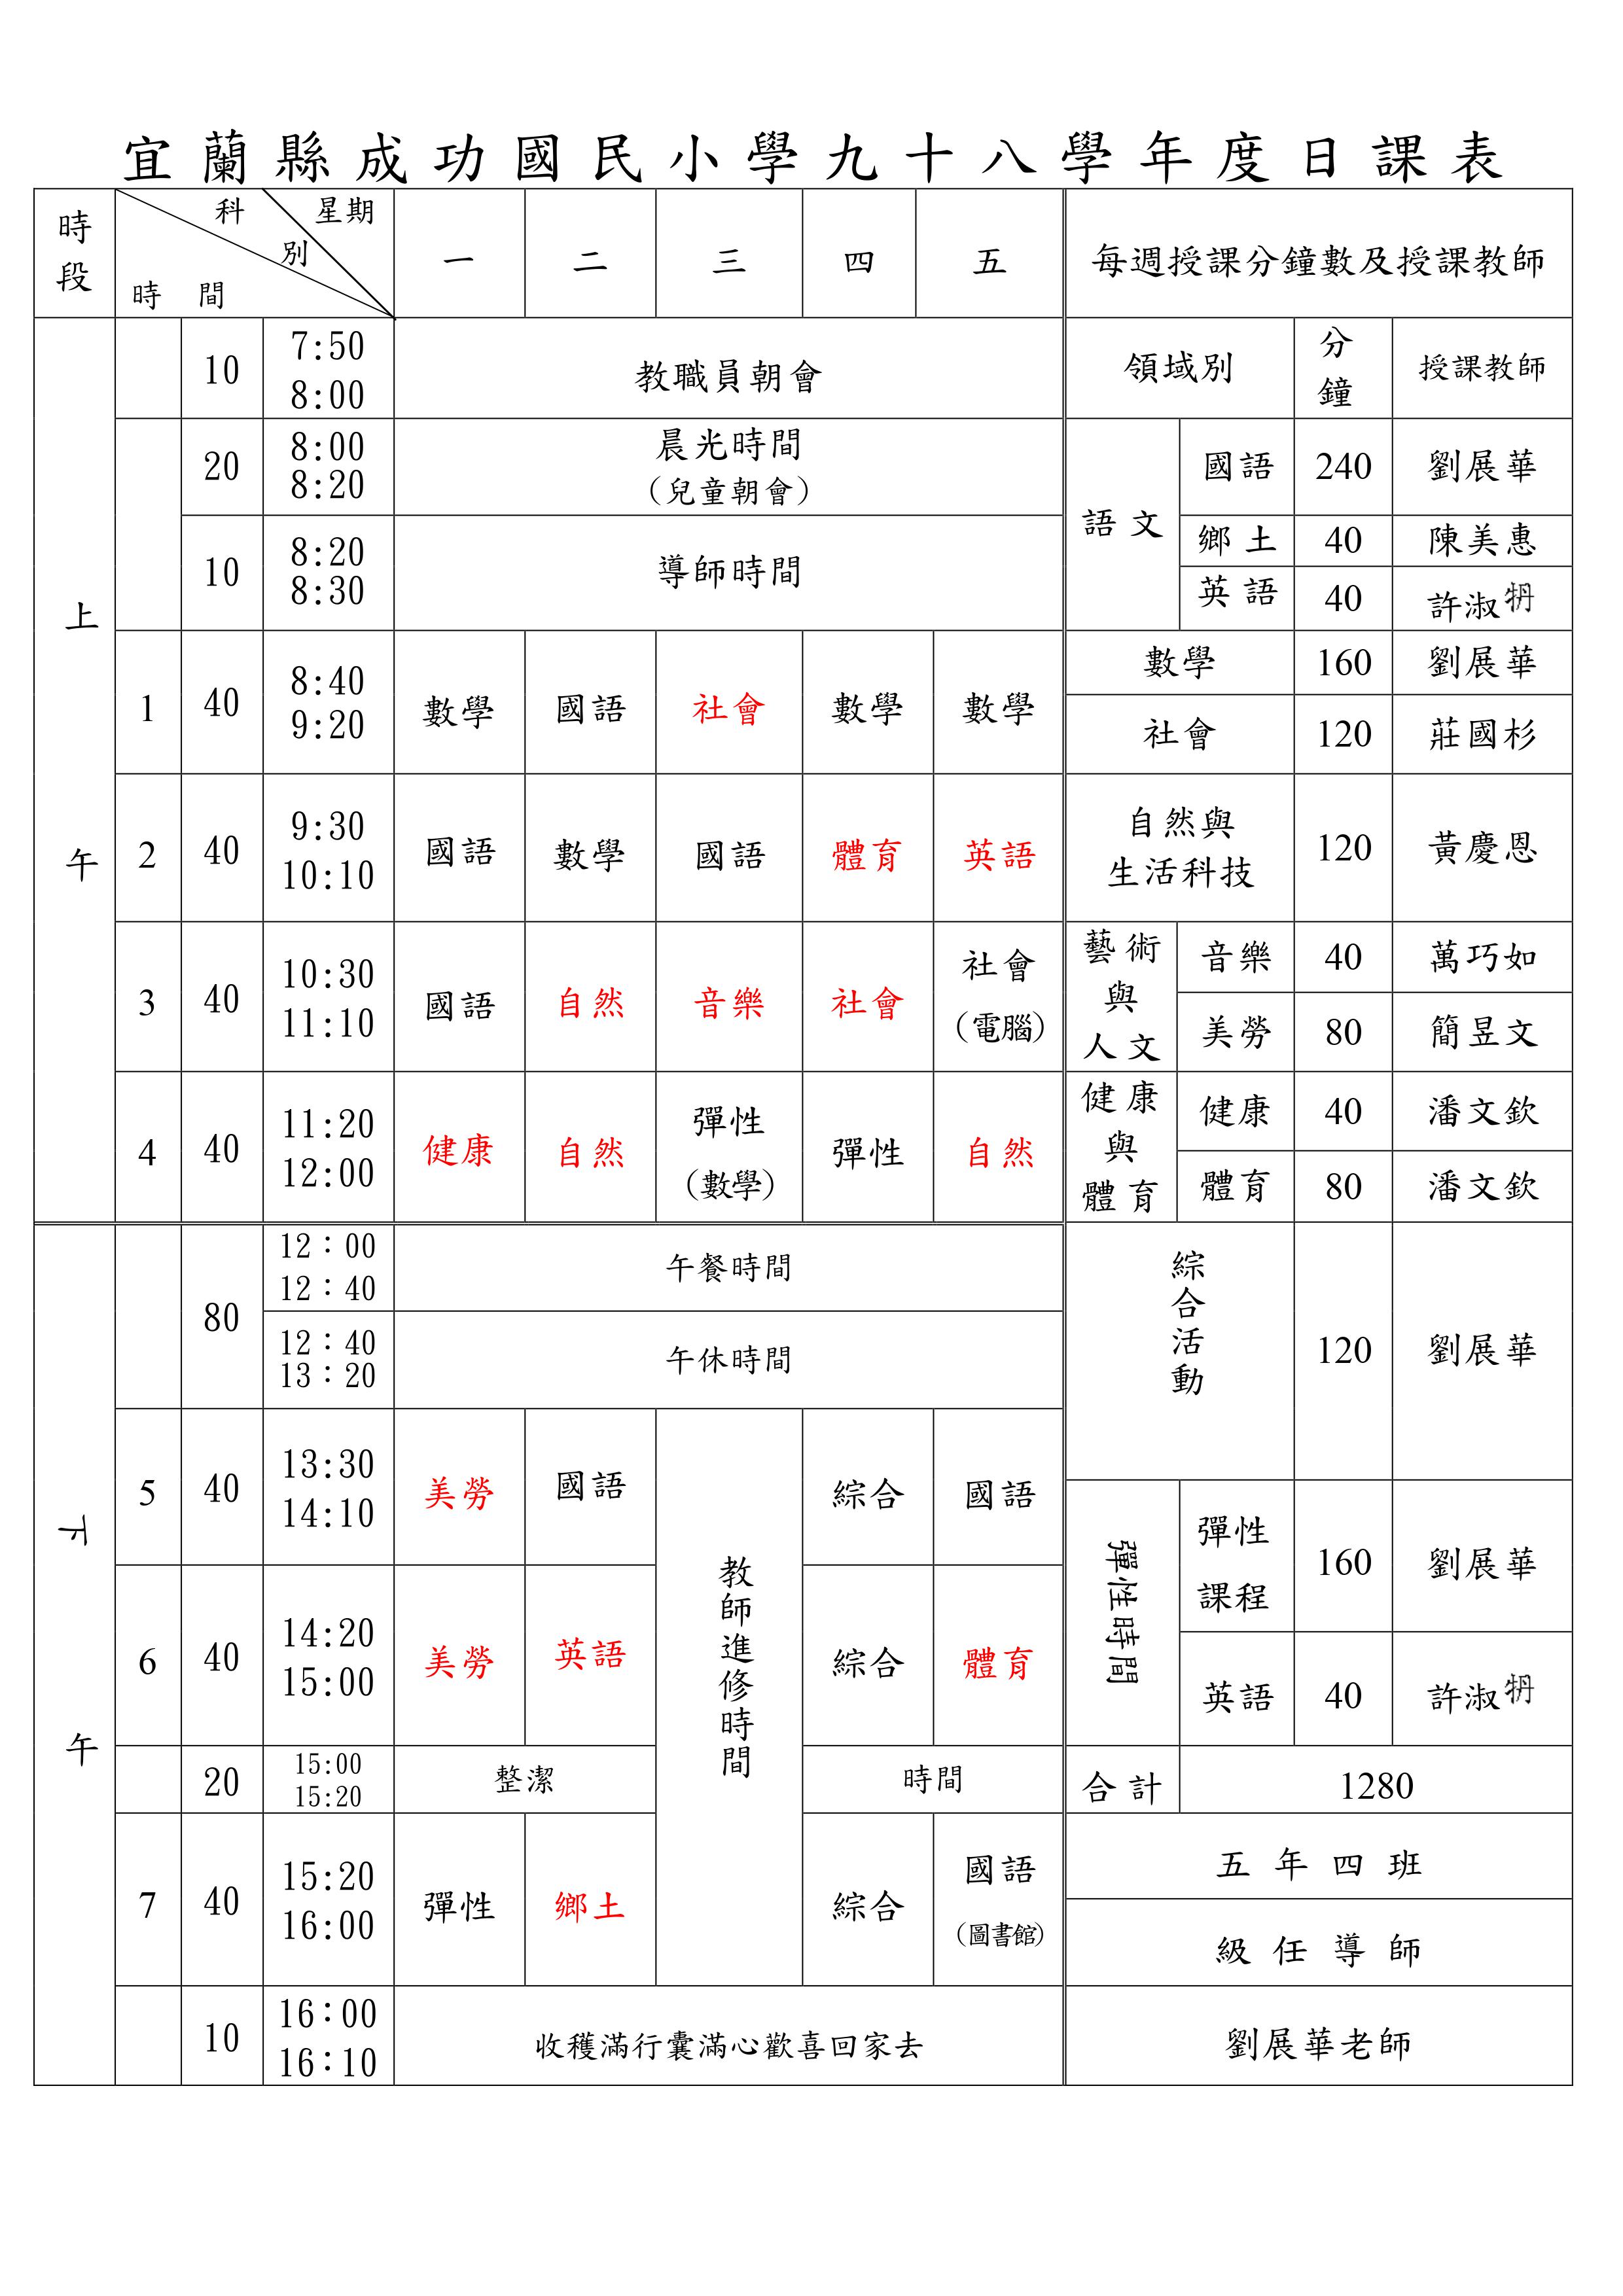 宜蘭縣成功國民小學九十八學年度日課表
時段 科別 星期 時間 一 二 三 四 五 每週授課分鐘數及授課教師
上午
10 7:50 8:00 教職員朝會 領域別 分鐘 授課教師
20 8:00 8:20 晨光時間 (兒童朝會) 語文 國語 240 劉展華
10 8:20 8:30 導師時間 鄉土 40 陳美惠
英語 40 許淑
1 40 8:40 9:20 數學 國語 社會 數學 數學 數學 160 劉展華
社會 120 莊國杉
2 40 9:30 10:10 國語 數學 國語 體育 英語 自然與生活科技 120 黃慶恩
3 40 10:30 11:10 國語 自然 音樂 社會 社會(電腦) 藝術與人文 音樂 40 萬巧如
美勞 80 簡昱文
4 40 11:20 12:00 健康 自然 彈性(數學) 彈性 自然 健康與體育 健康 40 潘文欽
體育 80 潘文欽
下午
80 12:00 12:40 午餐時間 綜合活動 120 劉展華
12:40 13:20 午休時間
5 40 13:30 14:10 美勞 國語 教師進修時間 綜合 國語 彈性時間 彈性課程 160 劉展華
6 40 14:20 15:00 美勞 英語 綜合 體育 英語 40 許淑
20 15:00 15:20 整潔 時間 合計 1280
7 40 15:20 16:00 彈性 鄉土 綜合 國語(圖書館) 五年四班
級任導師
10 16:00 16:10 收穫滿行囊滿心歡喜回家去 劉展華老師